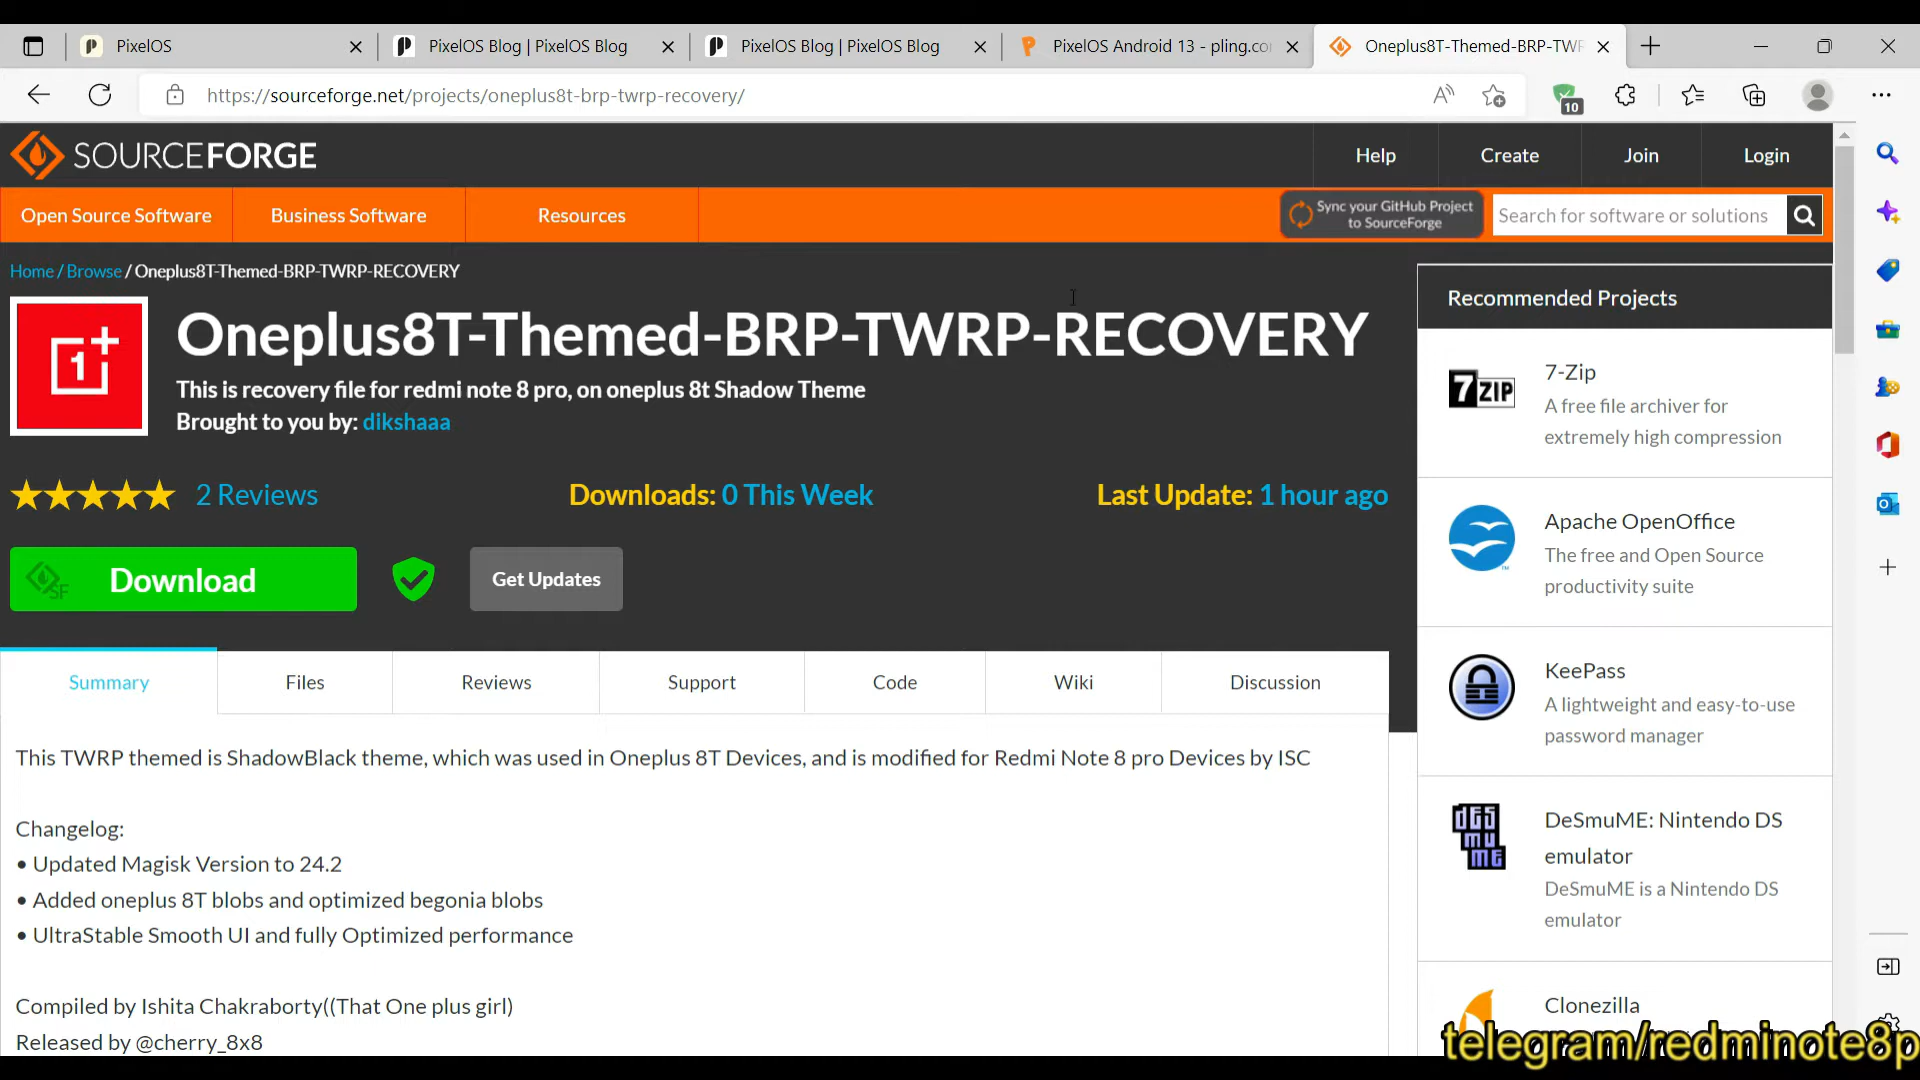 PixelOS
PixelOS Blog | PixelOS Blog
PixelOS Blog | PixelOS Blog
PixelOS Android 13 - pling.co
Oneplus8T-Themed-BRP-TWR
https://sourceforge.net/projects/oneplus8t-brp-twrp-recovery/
10
SOURCEFORGE
Help
Create
Join
Login
Open Source Software
Business Software
Resources
Sync your GitHub Project
to SourceForge
Search for software or solutions
Home / Browse / Oneplus8T-Themed-BRP-TWRP-RECOVERY
Oneplus8T-Themed-BRP-TWRP-RECOVERY
This is recovery file for redmi note 8 pro, on oneplus 8t Shadow Theme
Brought to you by: dikshaaa
2 Reviews
Downloads: 0 This Week
Last Update: 1 hour ago
SF
Download
Get Updates
Summary
Files
Reviews
Support
Code
Wiki
Discussion
This TWRP themed is ShadowBlack theme, which was used in Oneplus 8T Devices, and is modified for Redmi Note 8 pro Devices by ISC
Changelog:
• Updated Magisk Version to 24.2
• Added oneplus 8T blobs and optimized begonia blobs
• UltraStable Smooth UI and fully Optimized performance
Compiled by Ishita Chakraborty((That One plus girl)
Released by @cherry_8x8
Recommended Projects
7ZIP
7-Zip
A free file archiver for
extremely high compression
Apache OpenOffice
The free and Open Source
productivity suite
KeePass
A lightweight and easy-to-use
password manager
DESMUME
DeSmuME: Nintendo DS
emulator
DeSmuME is a Nintendo DS
emulator
Clonezilla
telegram/redminote8p